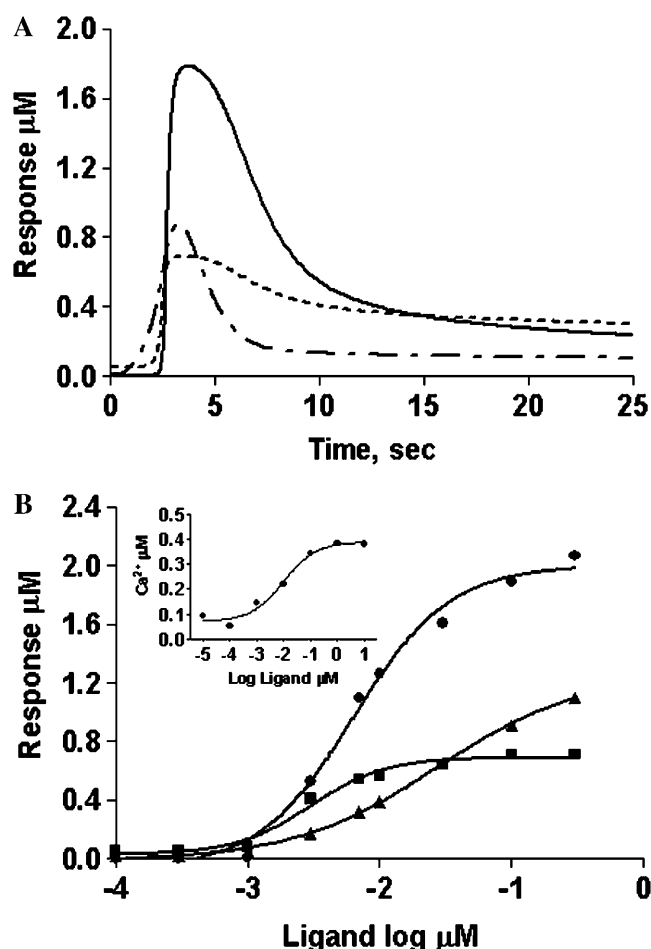 A
2.0
1.6
1.2
0.8
0.4
0.0
Response µM
0 5 10 15 20 25
Time, sec
B
2.4
2.0
1.6
1.2
0.8
0.4
0.0
Response µM
0.5
0.4
0.3
0.2
0.1
0.0
Ca²⁺ µM
-5 -4 -3 -2 -1 0 1
Log Ligand µM
-4 -3 -2 -1 0
Ligand log µM